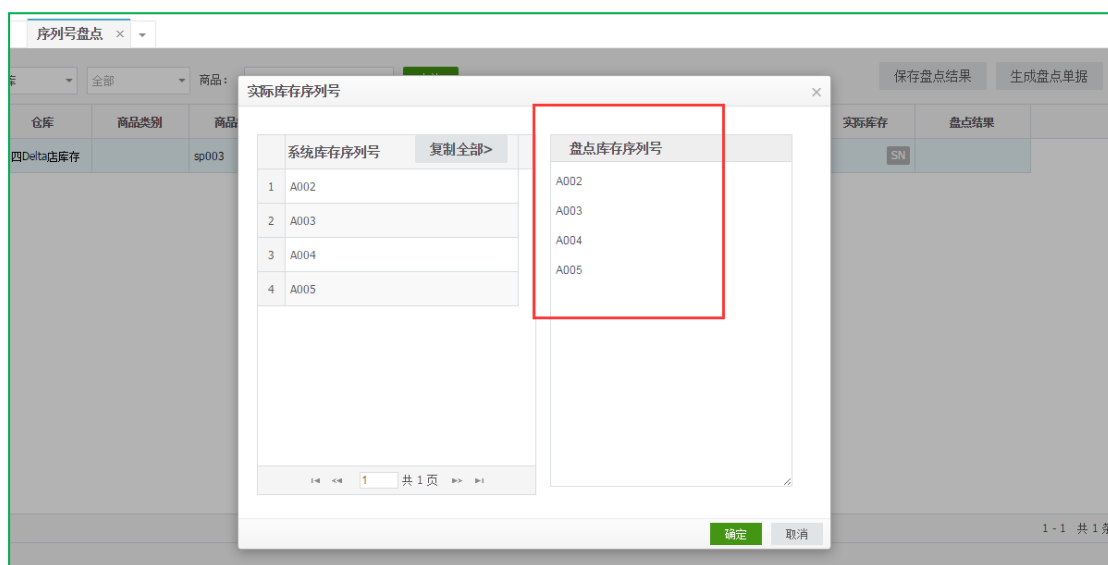 序列号盘点
全部
商品：
保存盘点结果
生成盘点单据
仓库
商品类别
商品
实际库存
盘点结果
四Delta店库存
sp003
SN
实际库存序列号
系统库存序列号
复制全部>
盘点库存序列号
1 A002
2 A003
3 A004
4 A005
A002
A003
A004
A005
1 共1页
确定
取消
1 - 1 共1条